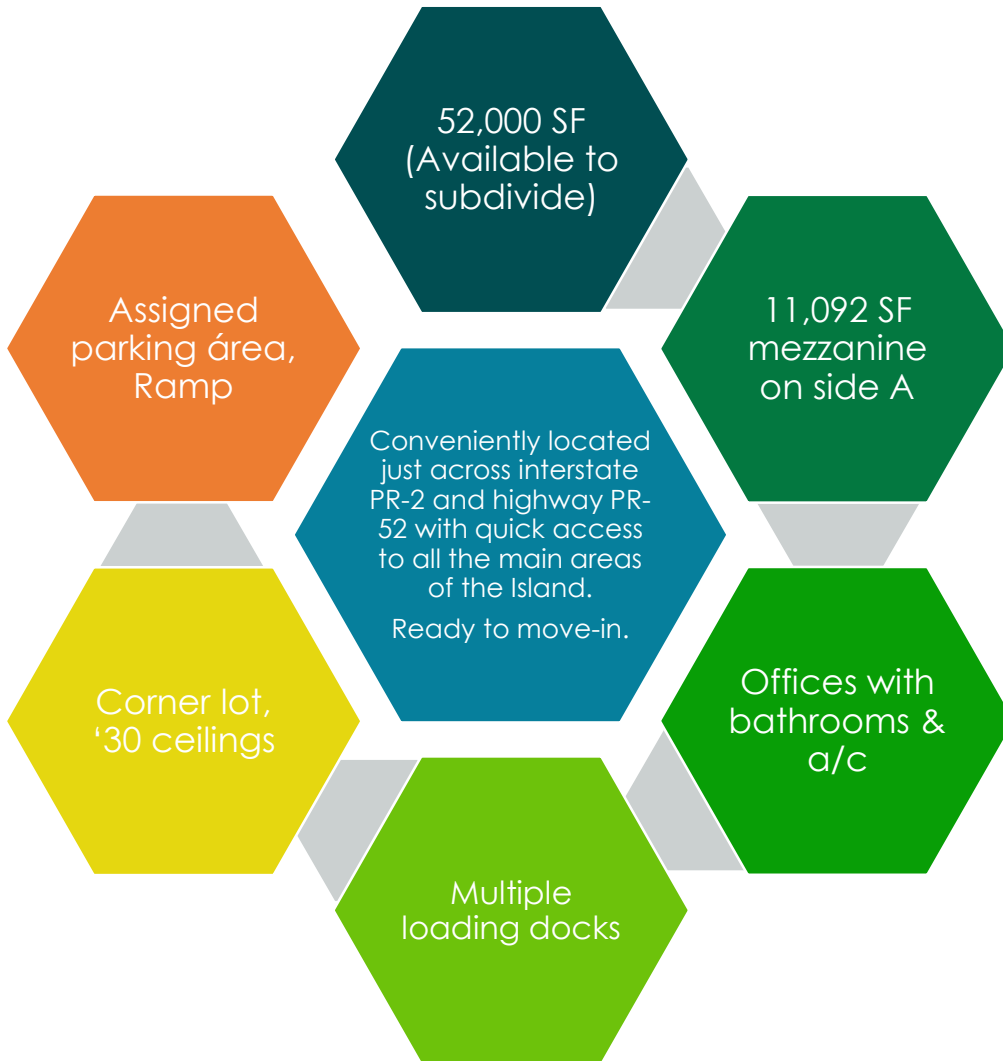 52,000 SF
(Available to
subdivide)
11,092 SF
mezzanine
on side A
Offices with
bathrooms &
a/c
Multiple
loading docks
Corner lot,
‘30 ceilings
Assigned
parking área,
Ramp
Conveniently located
just across interstate
PR-2 and highway PR-
52 with quick access
to all the main areas
of the Island.
Ready to move-in.